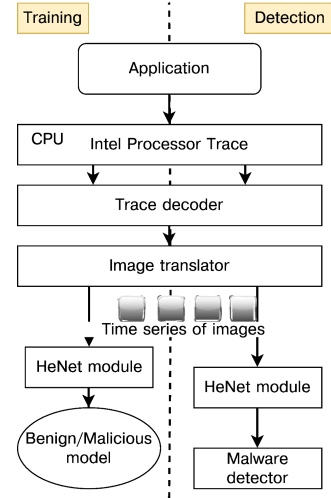 Training
Detection
Application
CPU
Intel Processor Trace
Trace decoder
Image translator
Time series of images
HeNet module
HeNet module
Benign/Malicious
model
Malware
detector